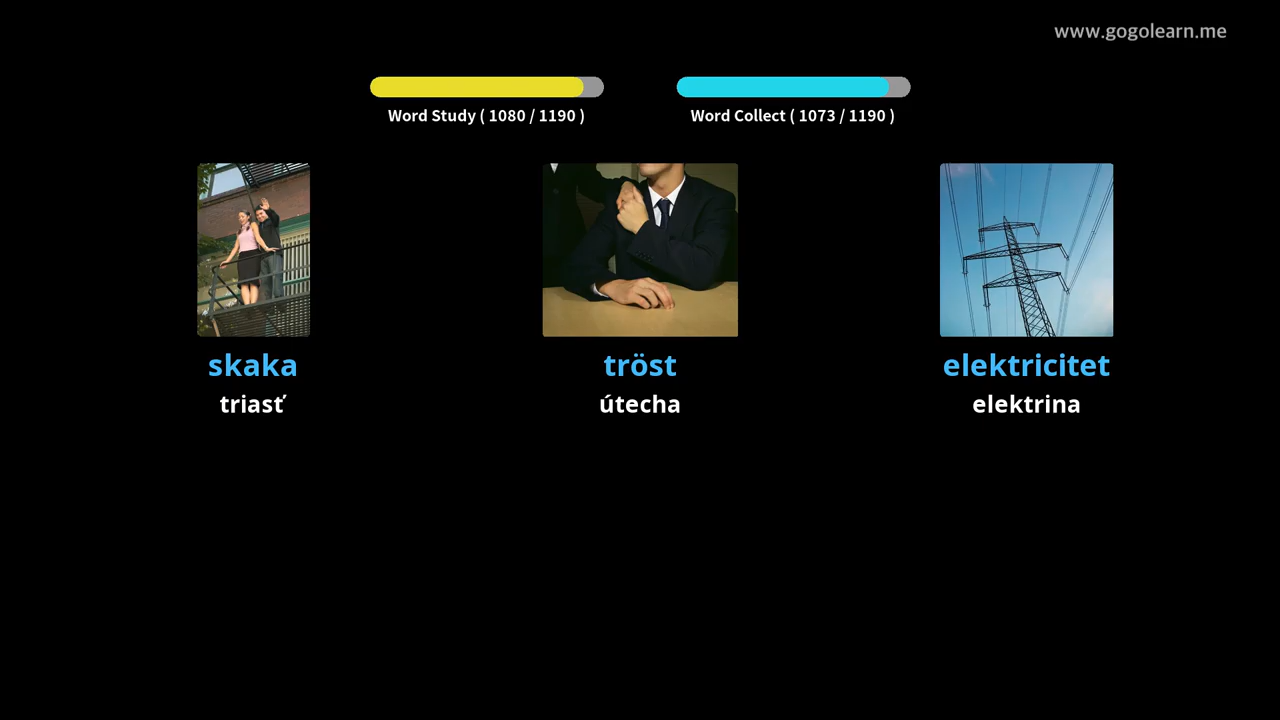 www.gogolearn.me
Word Study ( 1080 / 1190 )
Word Collect ( 1073 / 1190 )
skaka
tröst
elektricitet
triasť
útecha
elektrina